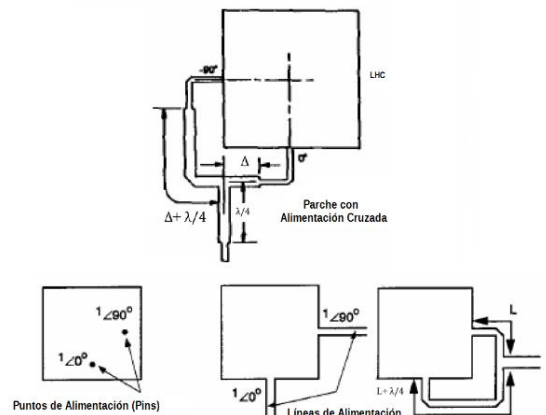 -90°
LHC
Δ
0°
Δ+ λ/4
λ/4
Parche con
Alimentación Cruzada
1∠90°
1∠0°
Puntos de Alimentación (Pins)
1∠90°
1∠0°
Líneas de Alimentación
L
L+ λ/4